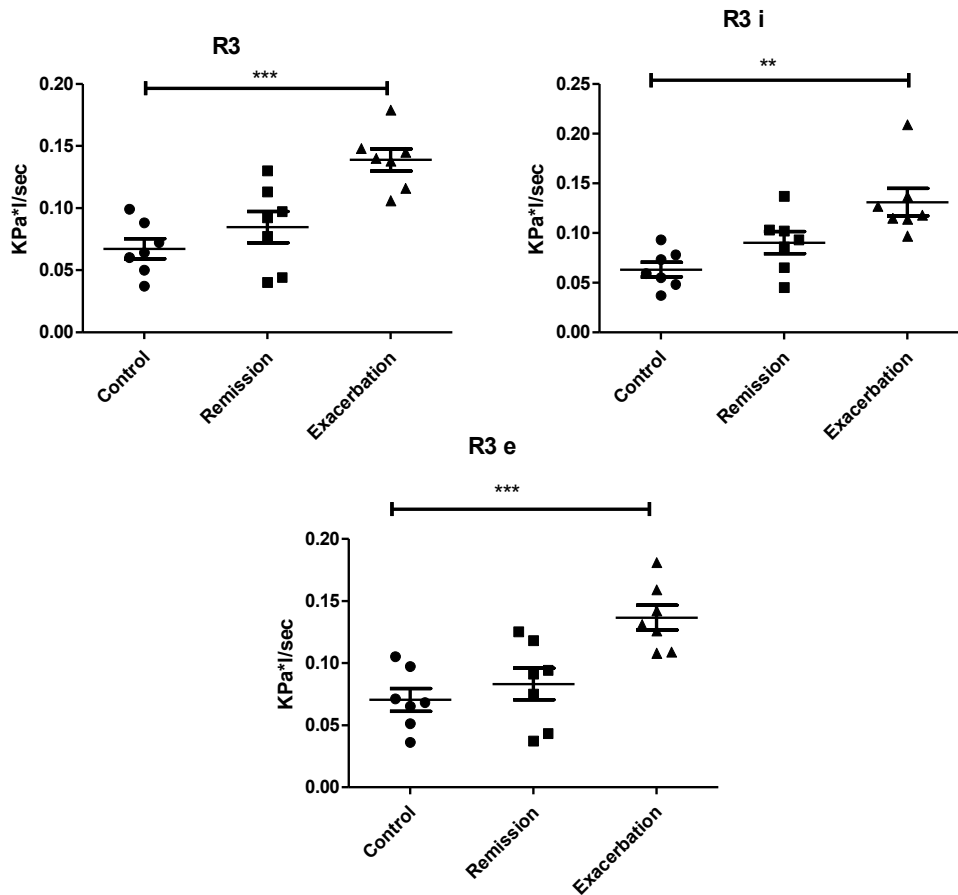 R3
***
0.20
0.15
0.10
0.05
0.00
KPa*l/sec
Control
Remission
Exacerbation
R3 i
**
0.25
0.20
0.15
0.10
0.05
0.00
KPa*l/sec
Control
Remission
Exacerbation
R3 e
***
0.20
0.15
0.10
0.05
0.00
KPa*l/sec
Control
Remission
Exacerbation